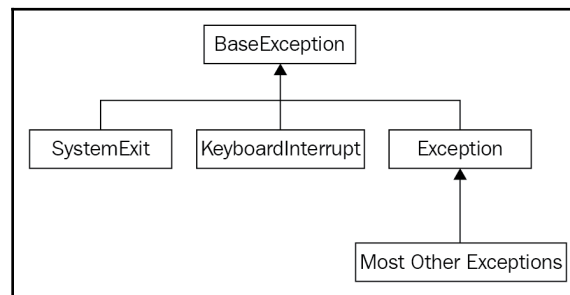 BaseException
SystemExit
KeyboardInterrupt
Exception
Most Other Exceptions